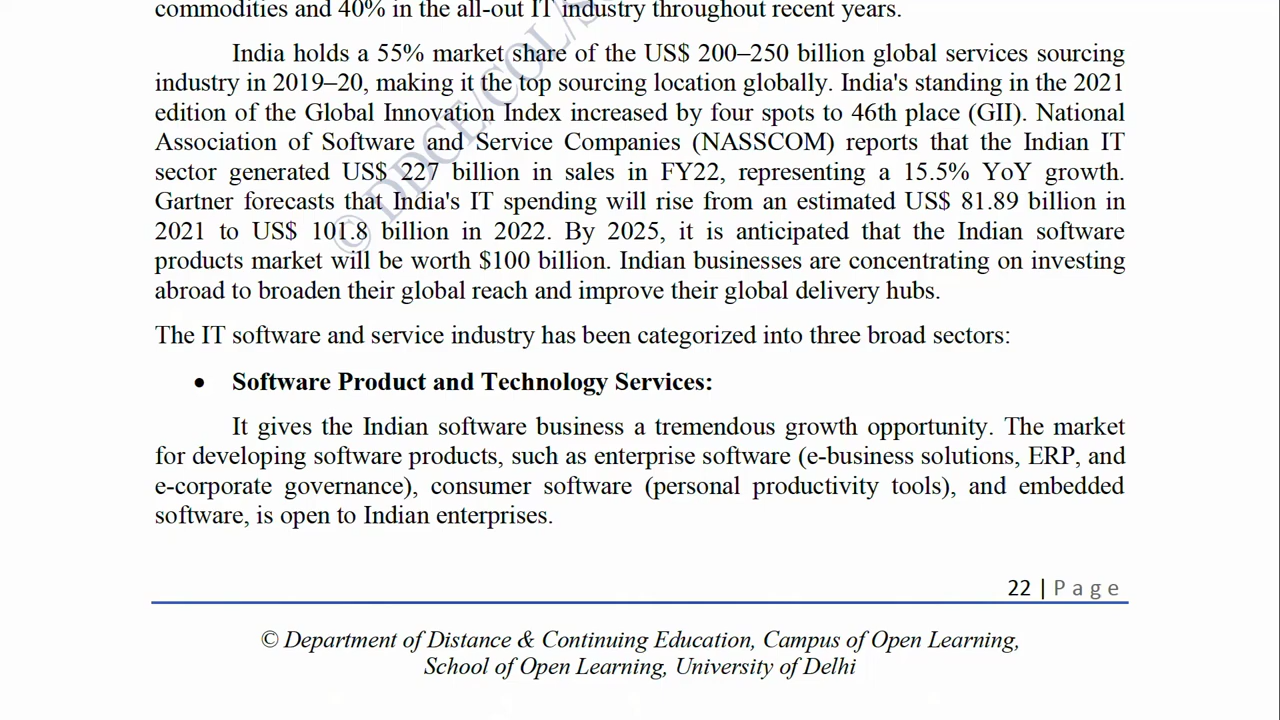 commodities and 40% in the all-out IT industry throughout recent years.
India holds a 55% market share of the US$ 200–250 billion global services sourcing
industry in 2019–20, making it the top sourcing location globally. India's standing in the 2021
edition of the Global Innovation Index increased by four spots to 46th place (GII). National
Association of Software and Service Companies (NASSCOM) reports that the Indian IT
sector generated US$ 227 billion in sales in FY22, representing a 15.5% YoY growth.
Gartner forecasts that India's IT spending will rise from an estimated US$ 81.89 billion in
2021 to US$ 101.8 billion in 2022. By 2025, it is anticipated that the Indian software
products market will be worth $100 billion. Indian businesses are concentrating on investing
abroad to broaden their global reach and improve their global delivery hubs.
The IT software and service industry has been categorized into three broad sectors:
• Software Product and Technology Services:
It gives the Indian software business a tremendous growth opportunity. The market
for developing software products, such as enterprise software (e-business solutions, ERP, and
e-corporate governance), consumer software (personal productivity tools), and embedded
software, is open to Indian enterprises.
22 | Page
© Department of Distance & Continuing Education, Campus of Open Learning,
School of Open Learning, University of Delhi
© DDCE/COL/